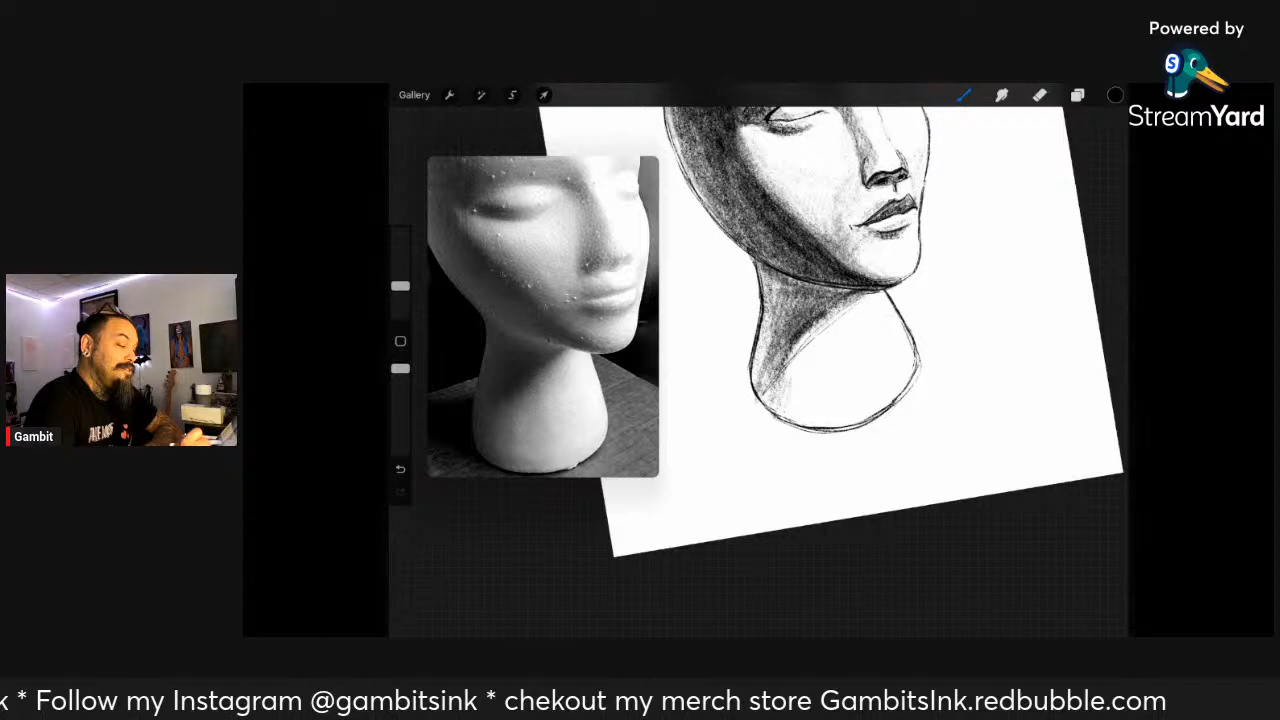 Powered by
StreamYard
Gallery
Gambit
k * Follow my Instagram @gambitsink * chekout my merch store GambitsInk.redbubble.com